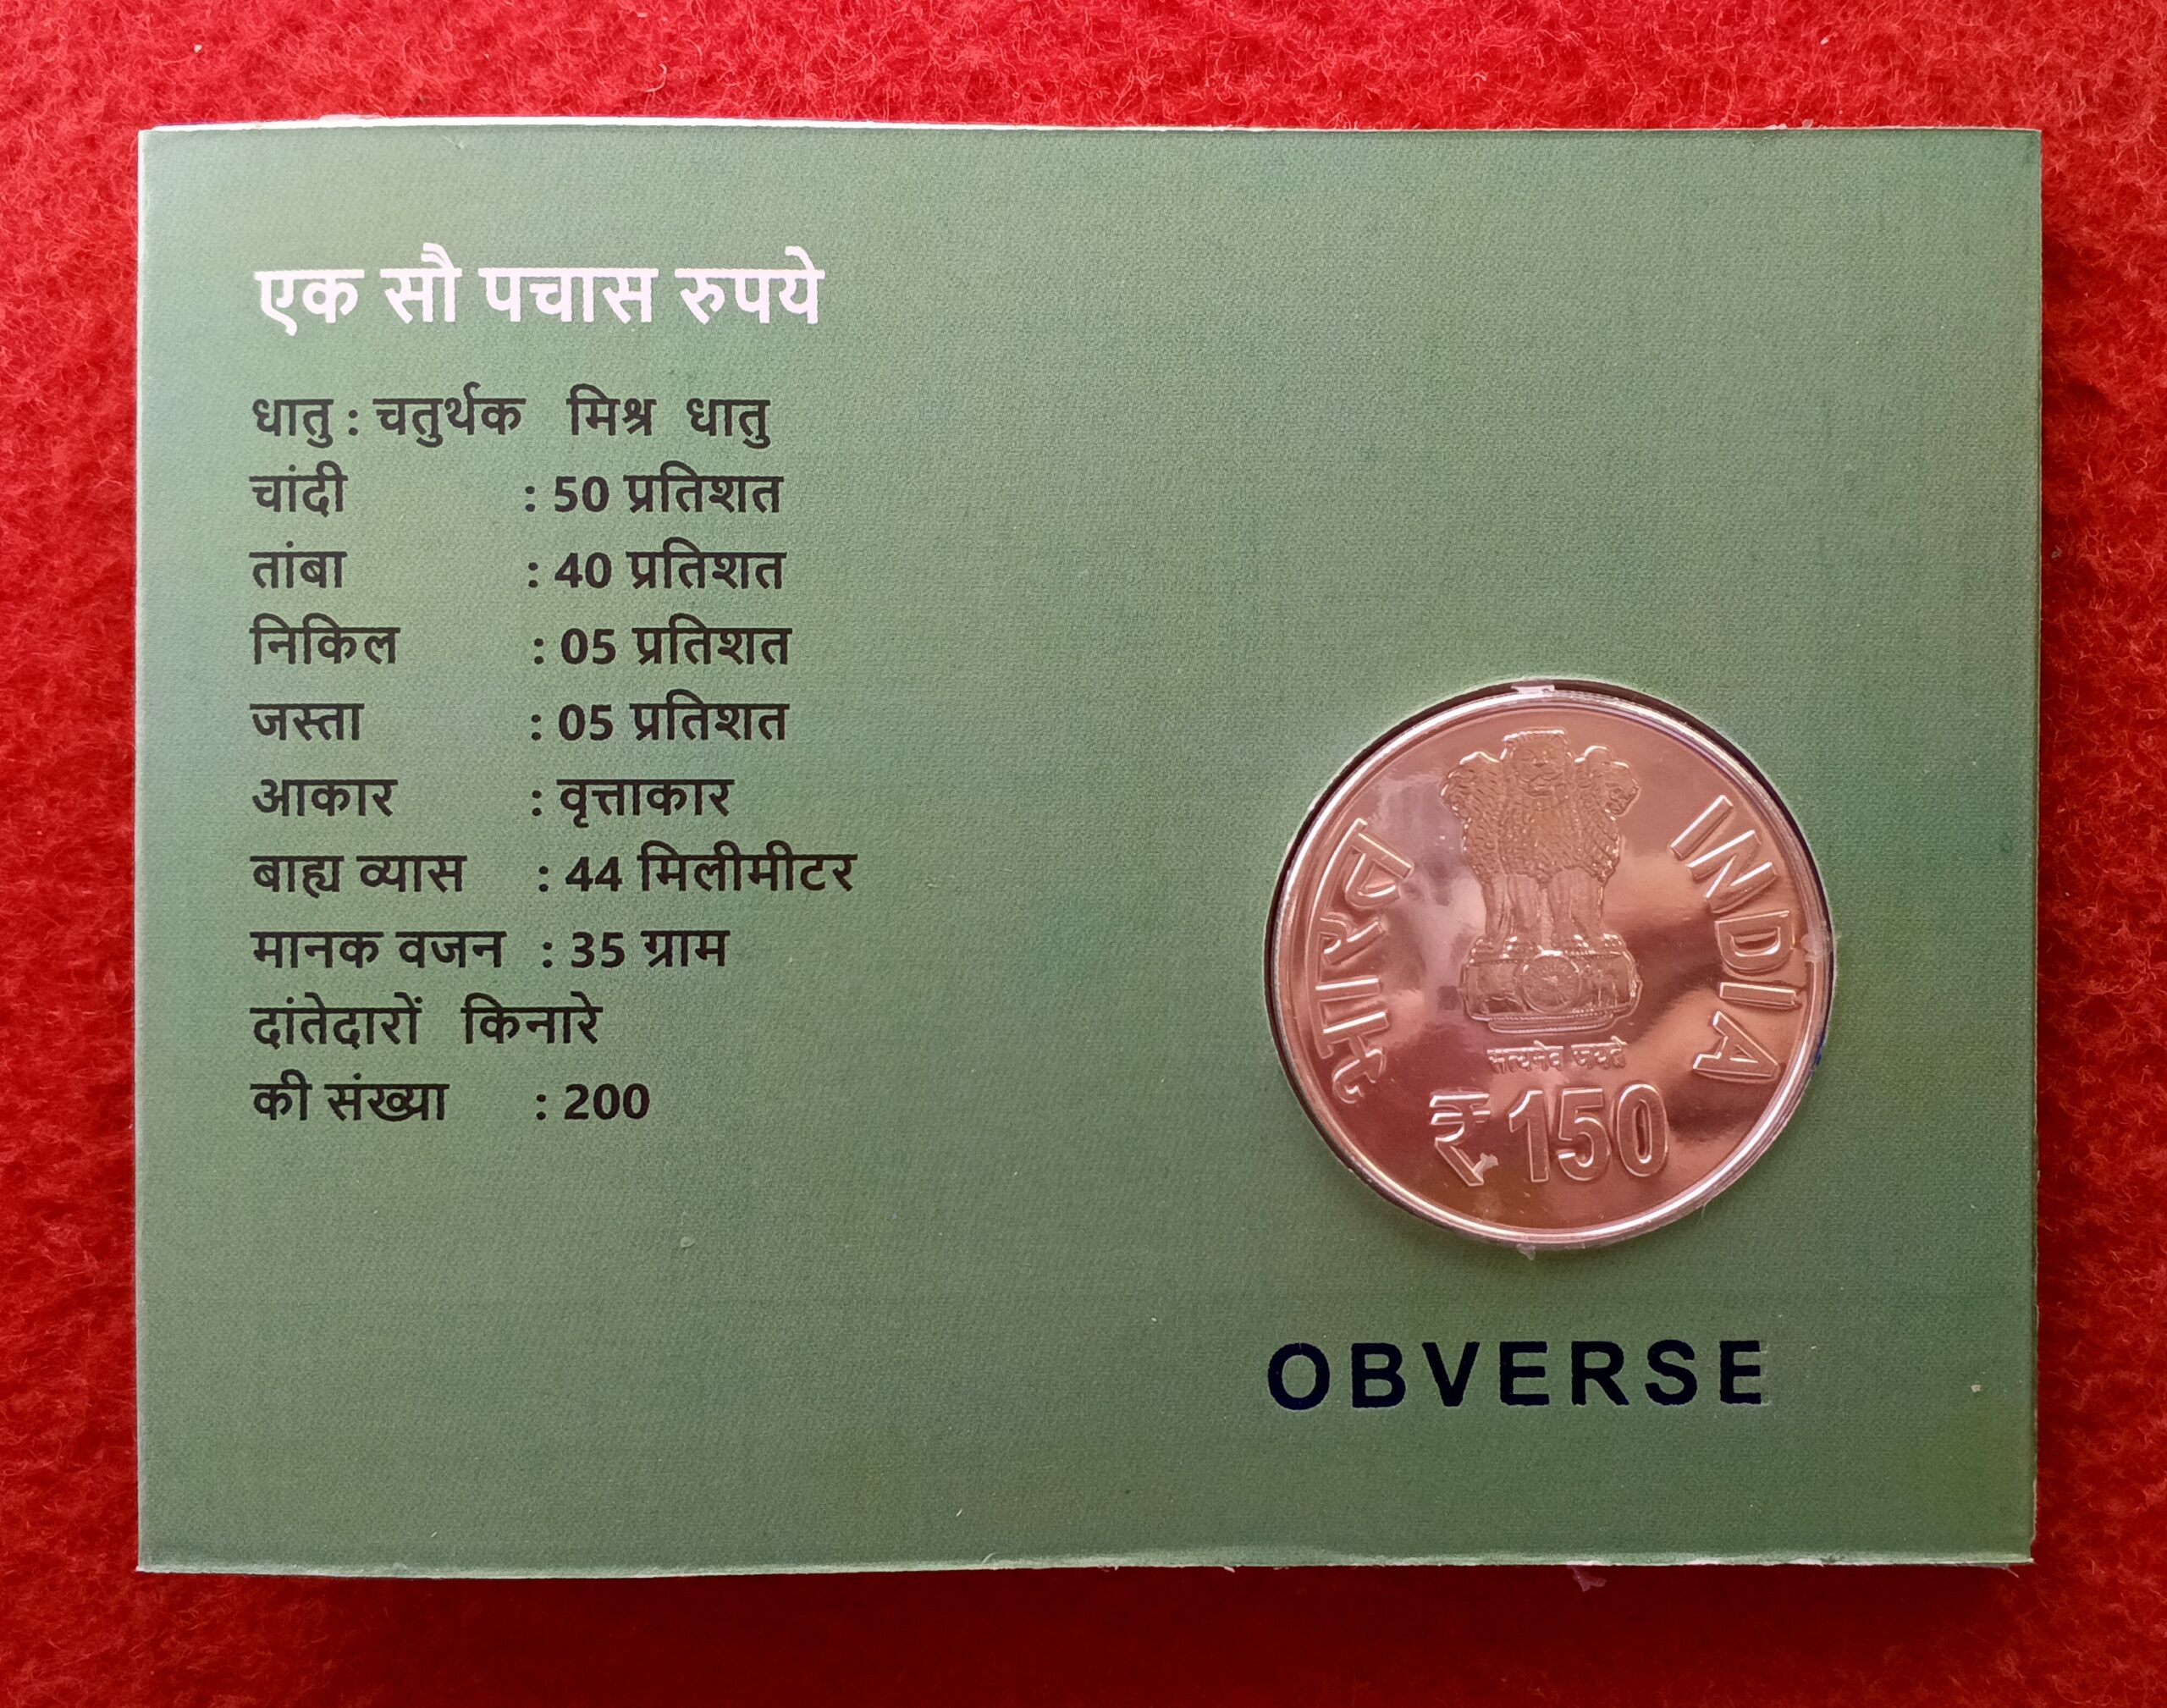 एक सौ पचास रुपये
धातु : चतुर्थक मिश्र धातु
चांदी : 50 प्रतिशत
तांबा : 40 प्रतिशत
निकिल : 05 प्रतिशत
जस्ता : 05 प्रतिशत
आकार : वृत्ताकार
बाह्य व्यास : 44 मिलीमीटर
मानक वजन : 35 ग्राम
दांतेदारों किनारे
की संख्या : 200
भारत
INDIA
सत्यमेव जयते
₹150
OBVERSE